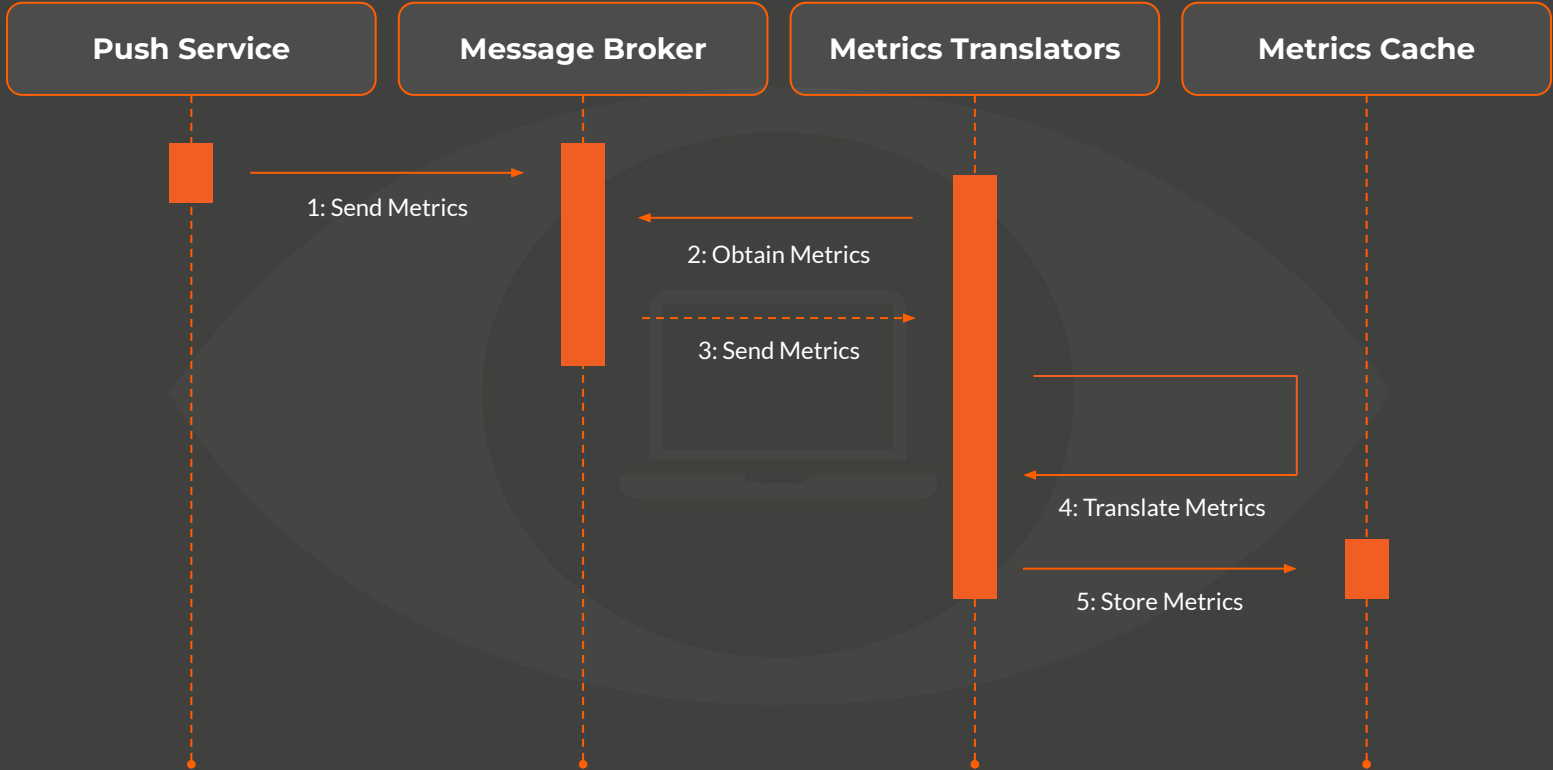 Push Service
Message Broker
Metrics Translators
Metrics Cache
1: Send Metrics
2: Obtain Metrics
3: Send Metrics
4: Translate Metrics
5: Store Metrics